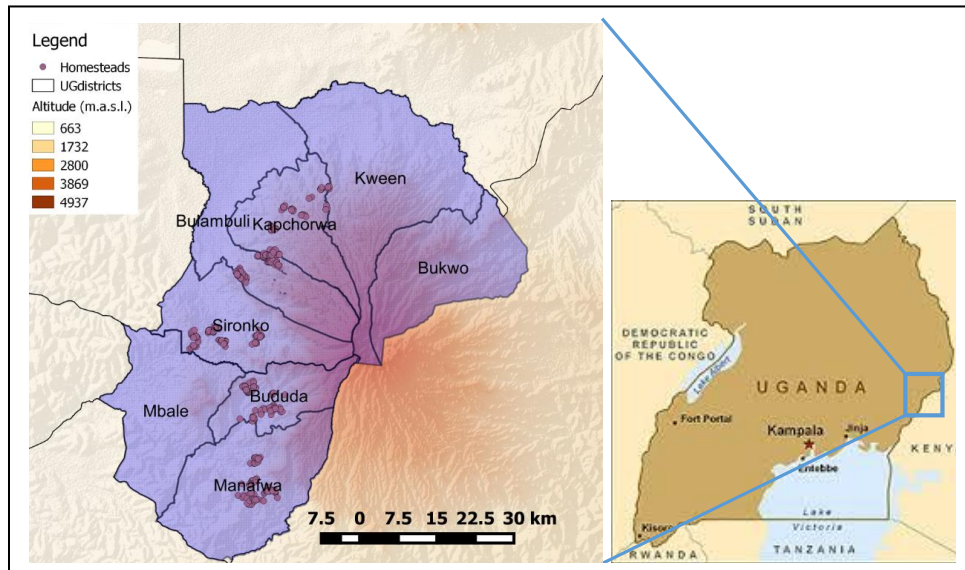 Legend
Homesteads
UGdistricts
Altitude (m.a.s.l.)
663
1732
2800
3869
4937
Kween
Bulambuli
Kapchorwa
Bukwo
Sironko
Bududa
Mbale
Manafwa
7.5 0 7.5 15 22.5 30 km
SOUTH
SUDAN
DEMOCRATIC
REPUBLIC
OF THE CONGO
Lake Albert
UGANDA
Fort Portal
Kampala
Jinja
Entebbe
KENY
Lake
Victoria
Kisoro
RWANDA
TANZANIA